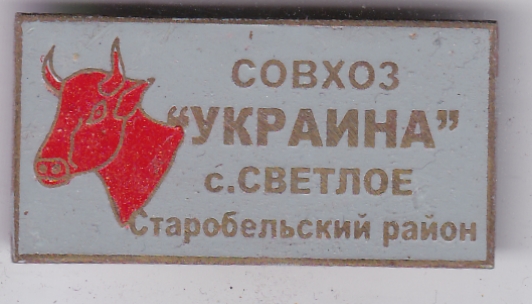 СОВХОЗ
"УКРАИНА"
с.СВЕТЛОЕ
Старобельский район